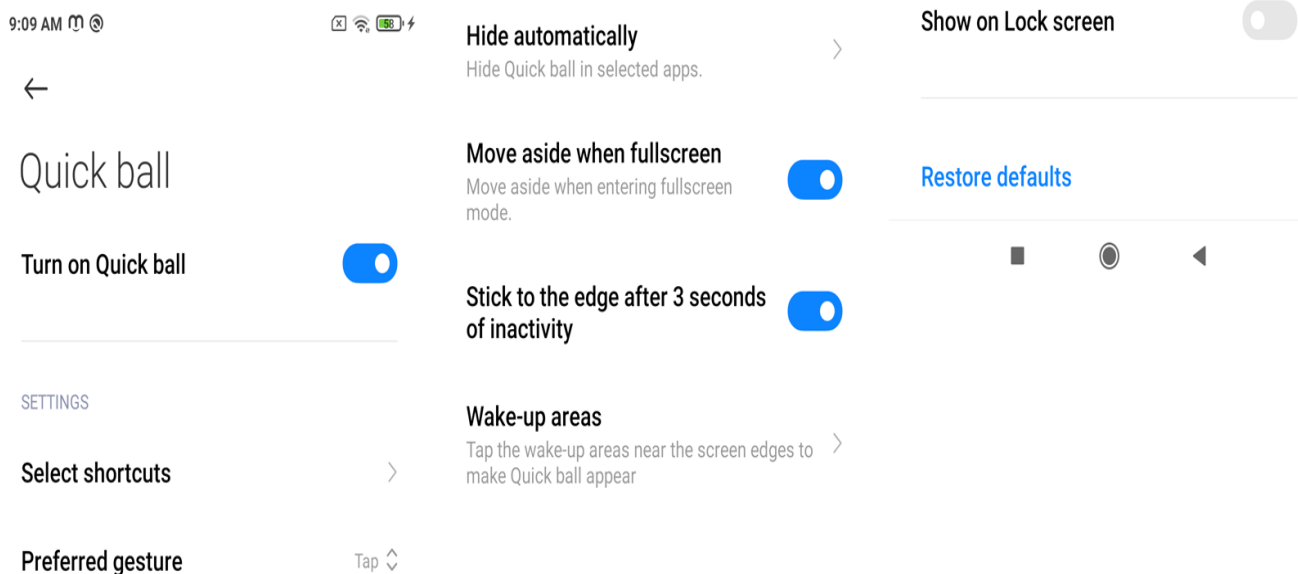 9:09 AM
58
Quick ball
Turn on Quick ball
SETTINGS
Select shortcuts
Preferred gesture
Tap
Hide automatically
Hide Quick ball in selected apps.
Move aside when fullscreen
Move aside when entering fullscreen
mode.
Stick to the edge after 3 seconds
of inactivity
Wake-up areas
Tap the wake-up areas near the screen edges to
make Quick ball appear
Show on Lock screen
Restore defaults